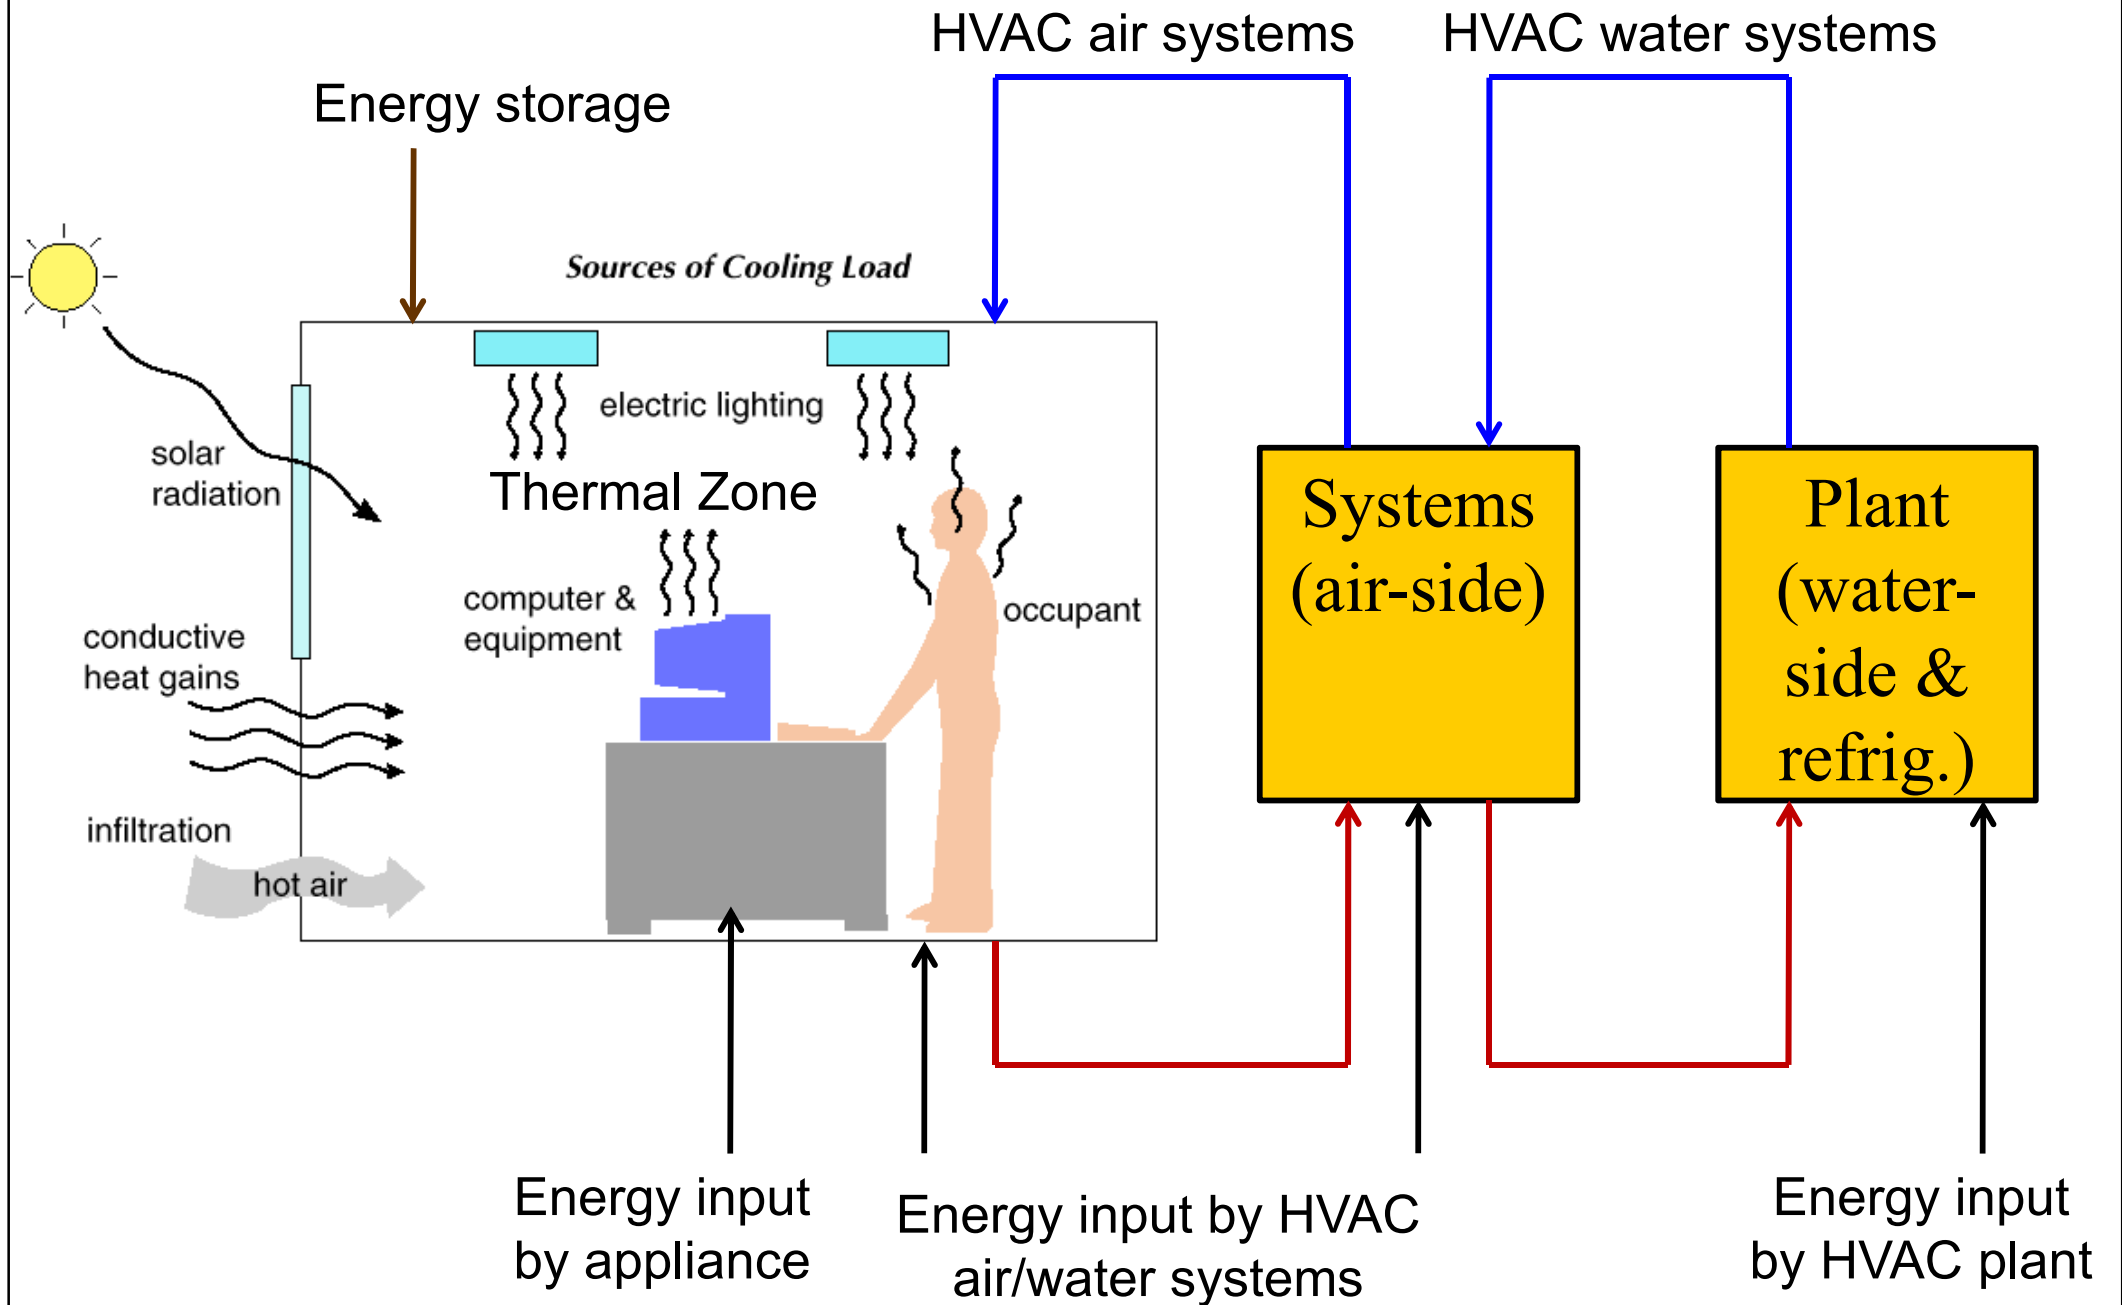 HVAC air systems
HVAC water systems
Energy storage
Sources of Cooling Load
electric lighting
solar
radiation
Thermal Zone
computer &
equipment
occupant
conductive
heat gains
infiltration
hot air
Systems
(air-side)
Plant
(water-
side &
refrig.)
Energy input
by appliance
Energy input by HVAC
air/water systems
Energy input
by HVAC plant